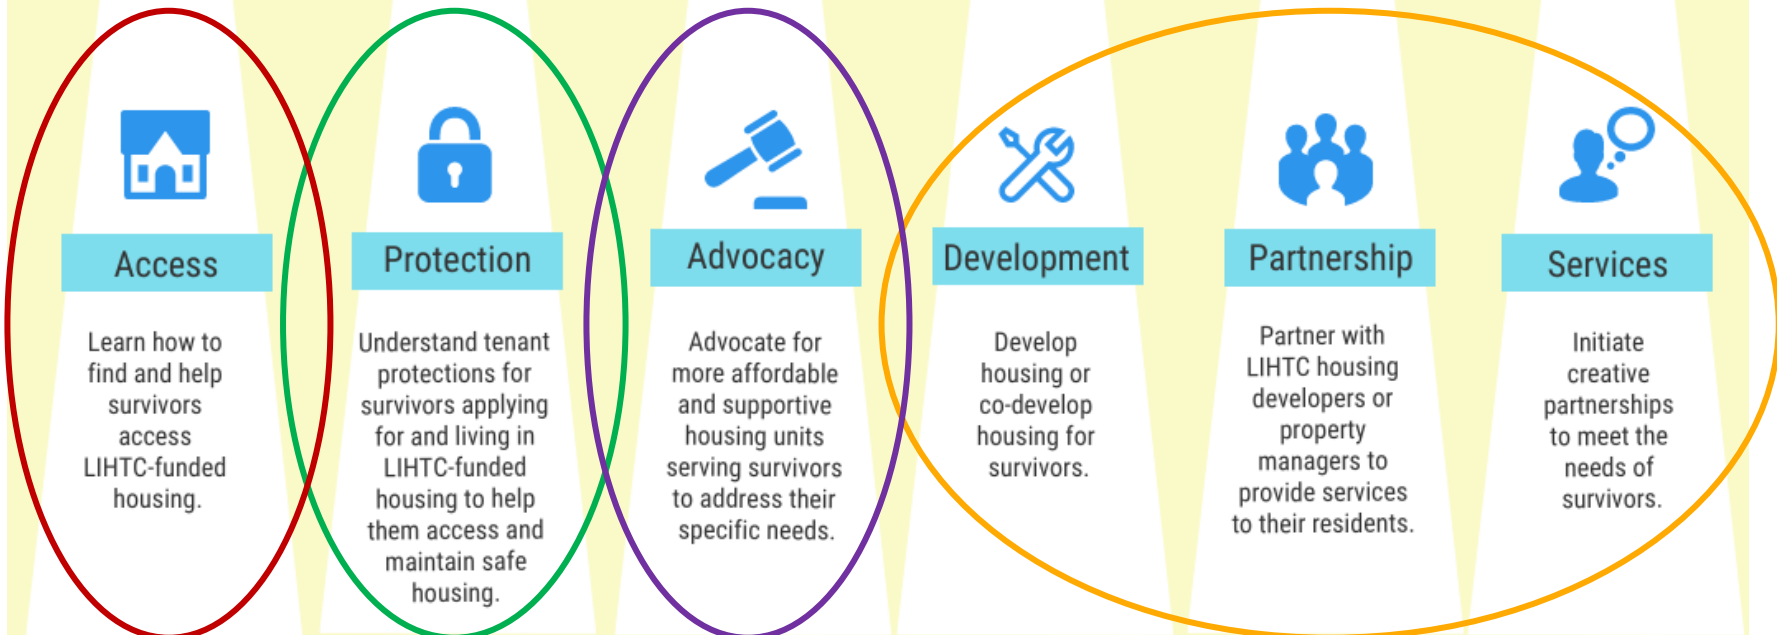 Access
Learn how to
find and help
survivors
access
LIHTC-funded
housing.
Protection
Understand tenant
protections for
survivors applying
for and living in
LIHTC-funded
housing to help
them access and
maintain safe
housing.
Advocacy
Advocate for
more affordable
and supportive
housing units
serving survivors
to address their
specific needs.
Development
Develop
housing or
co-develop
housing for
survivors.
Partnership
Partner with
LIHTC housing
developers or
property
managers to
provide services
to their residents.
Services
Initiate
creative
partnerships
to meet the
needs of
survivors.